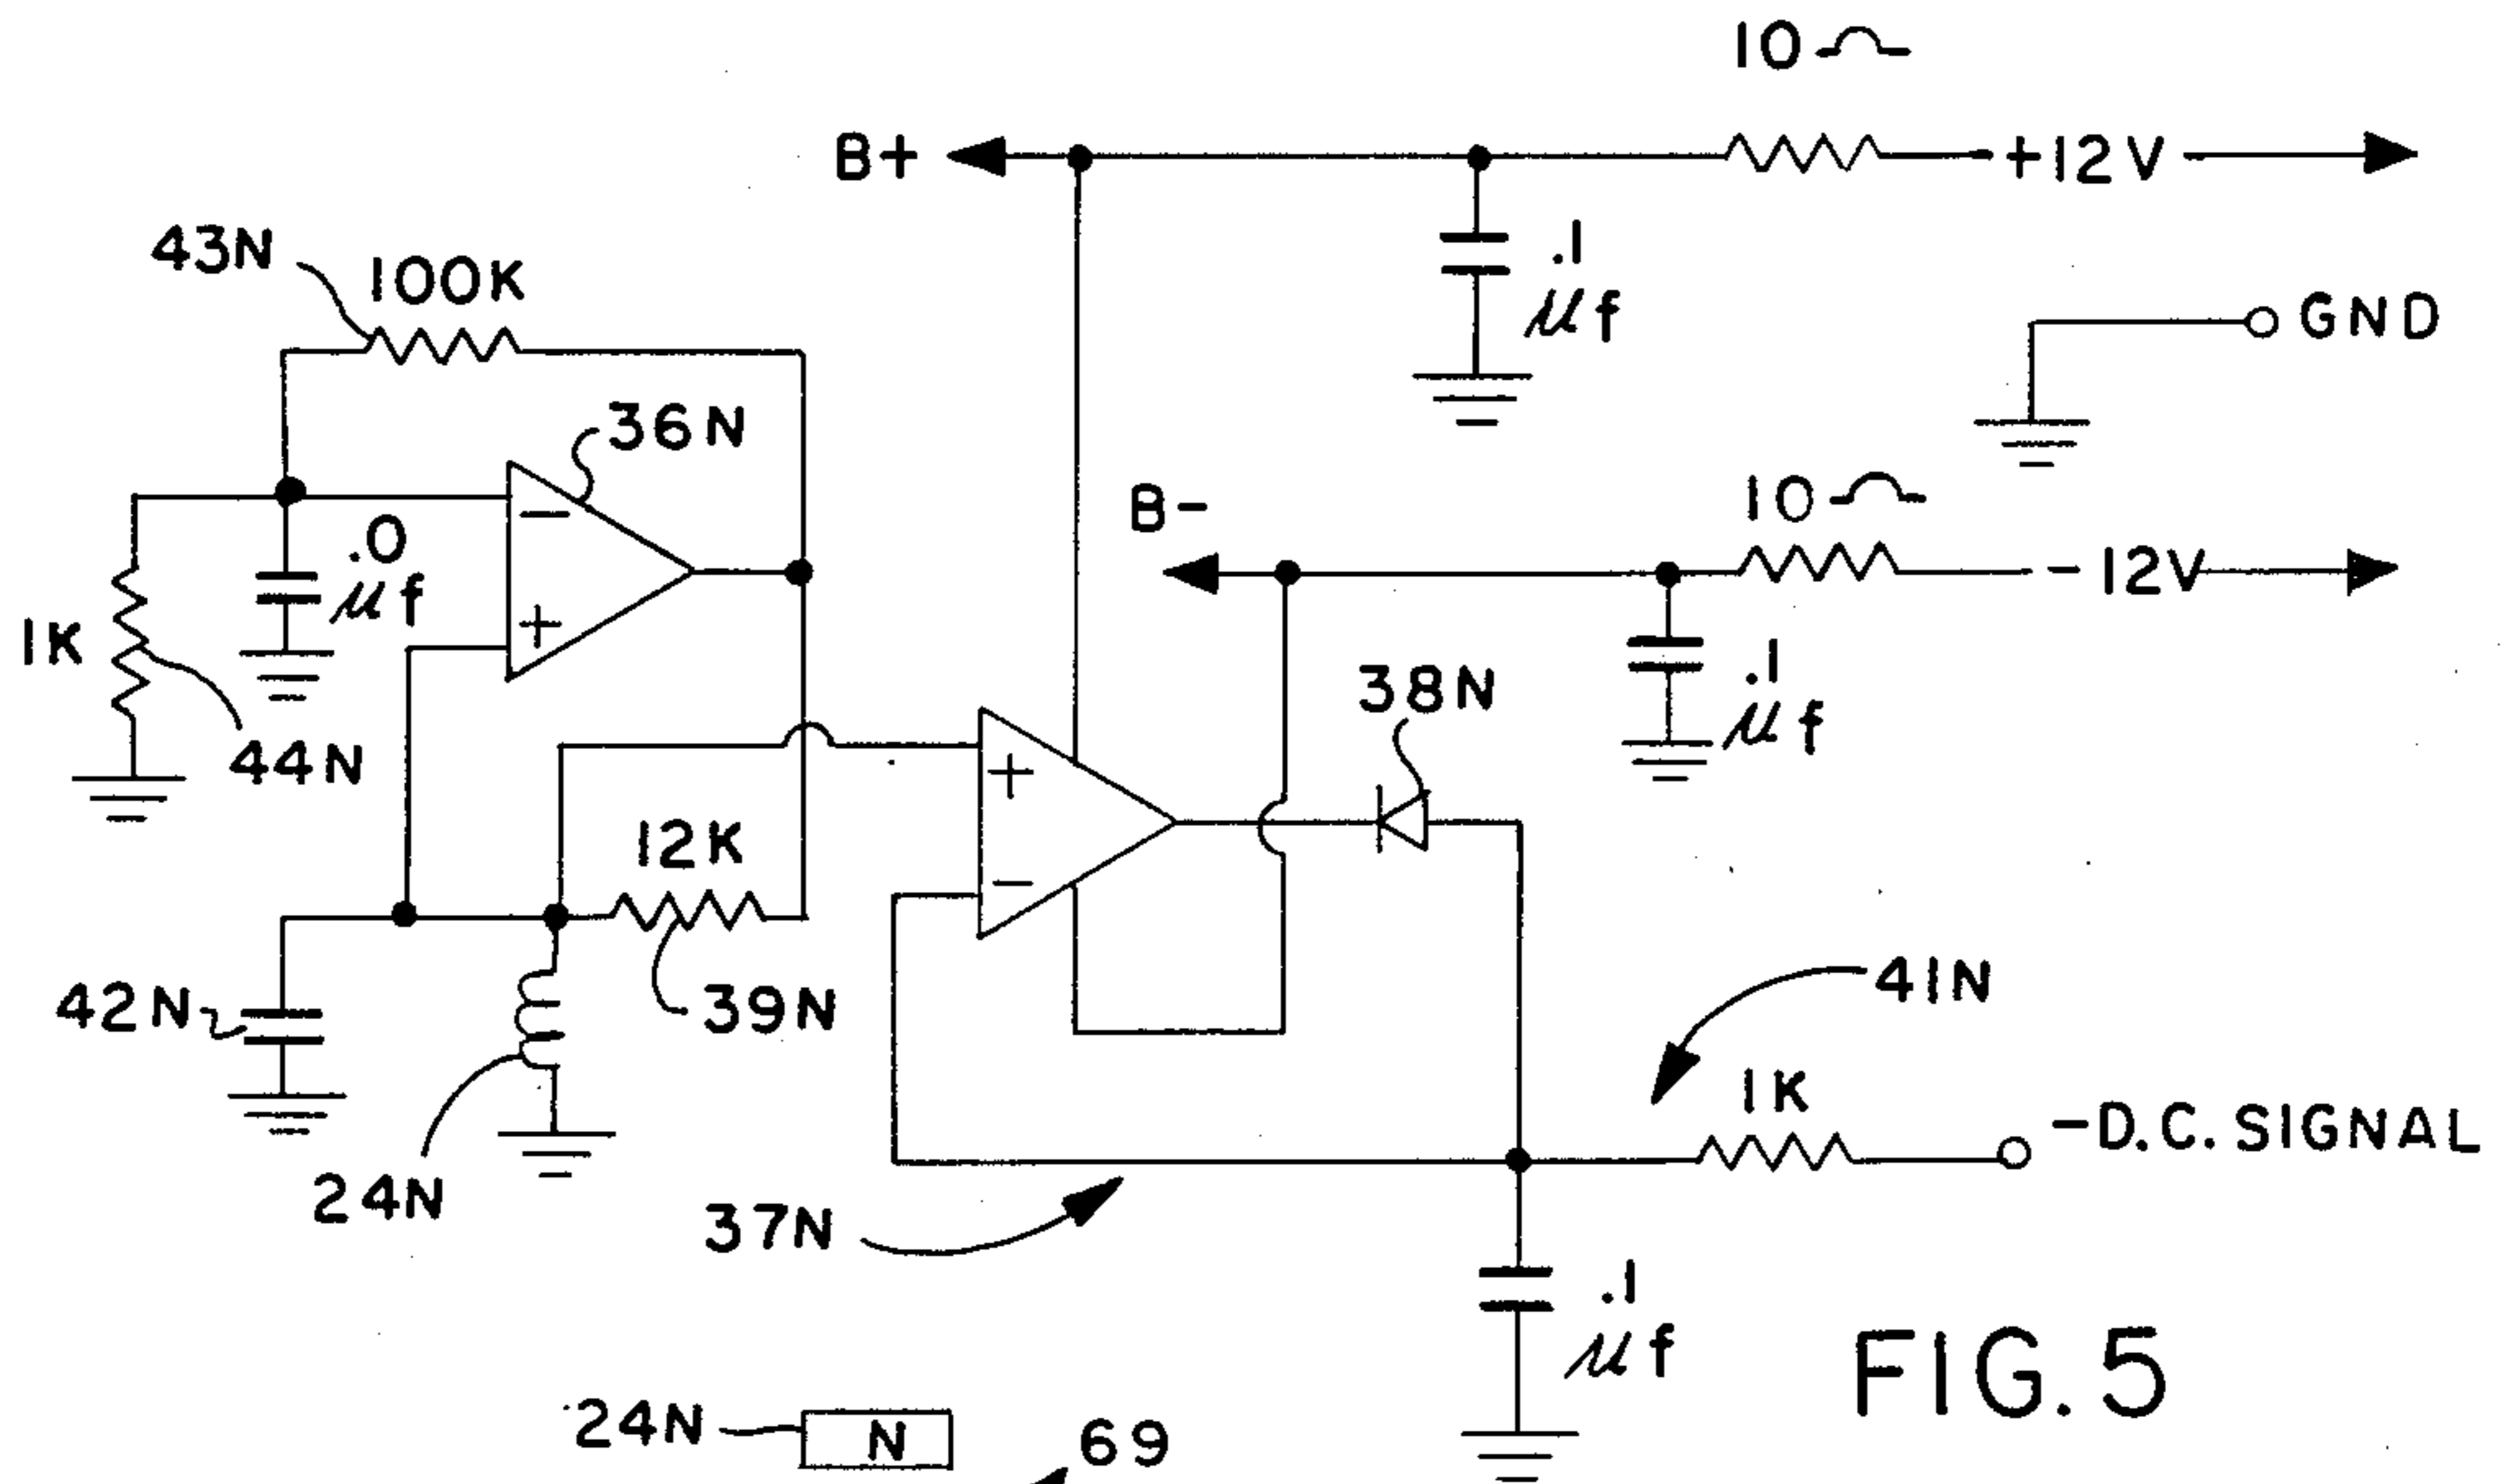 10
B+
+12V
.1
µf
GND
43N
100K
36N
−
+
.0
µf
1K
44N
B-
10
-12V
.1
µf
38N
+
−
12K
39N
42N
24N
41N
1K
-D.C. SIGNAL
37N
.1
µf
FIG. 5
24N
N
69